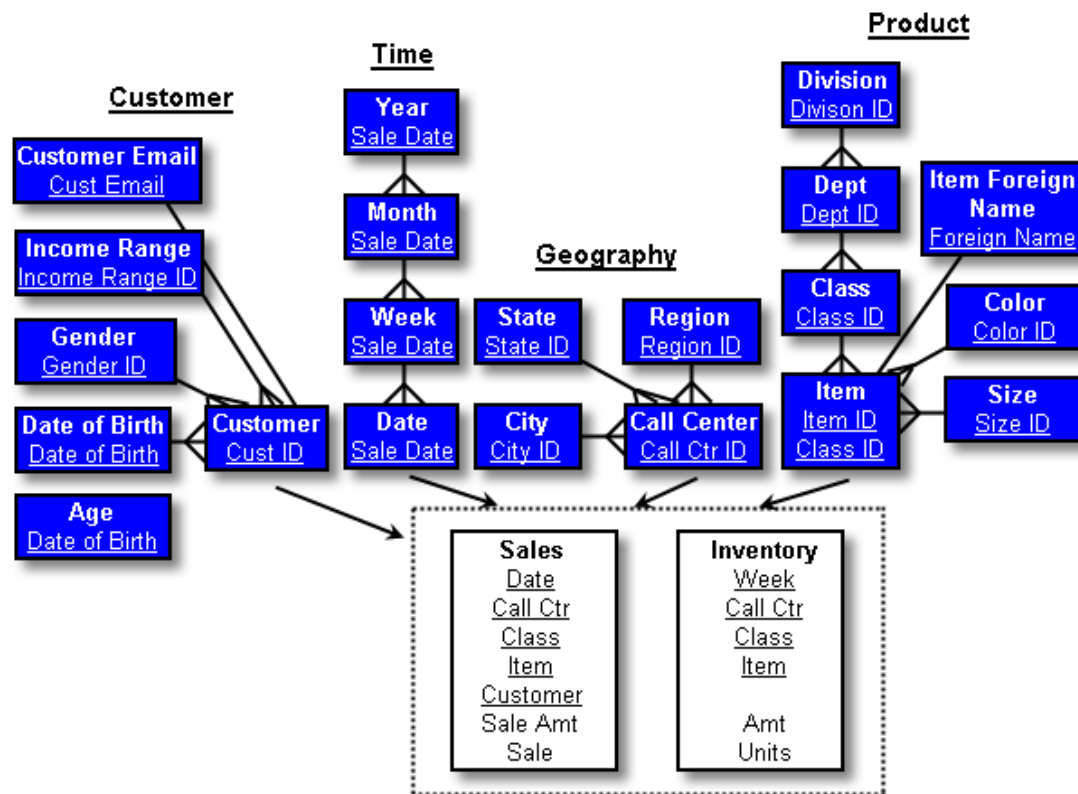 Customer
Customer Email
Cust Email
Income Range
Income Range ID
Gender
Gender ID
Date of Birth
Date of Birth
Age
Date of Birth
Customer
Cust ID
Time
Year
Sale Date
Month
Sale Date
Week
Sale Date
Date
Sale Date
Geography
State
State ID
Region
Region ID
City
City ID
Call Center
Call Ctr ID
Product
Division
Divison ID
Dept
Dept ID
Class
Class ID
Item
Item ID
Class ID
Item Foreign
Name
Foreign Name
Color
Color ID
Size
Size ID
Sales
Date
Call Ctr
Class
Item
Customer
Sale Amt
Sale
Inventory
Week
Call Ctr
Class
Item
Amt
Units